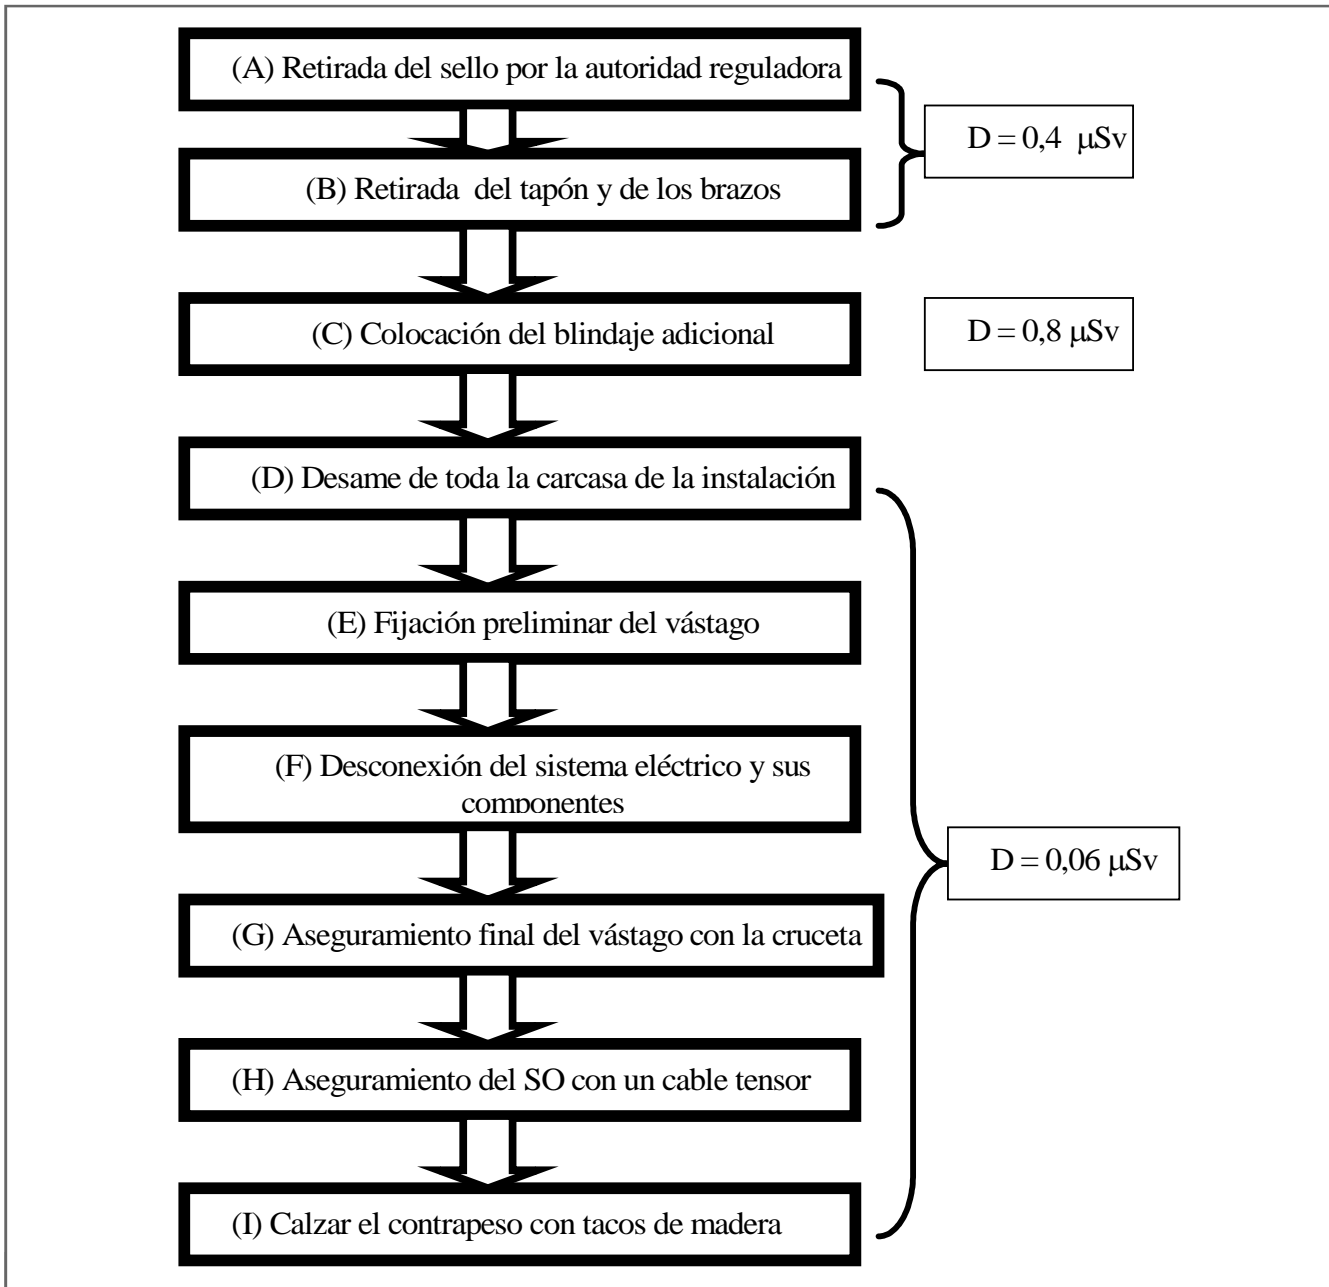 (A) Retirada del sello por la autoridad reguladora
D = 0,4 μSv
(B) Retirada del tapón y de los brazos
(C) Colocación del blindaje adicional
D = 0,8 μSv
(D) Desame de toda la carcasa de la instalación
(E) Fijación preliminar del vástago
(F) Desconexión del sistema eléctrico y sus
componentes
D = 0,06 μSv
(G) Aseguramiento final del vástago con la cruceta
(H) Aseguramiento del SO con un cable tensor
(I) Calzar el contrapeso con tacos de madera